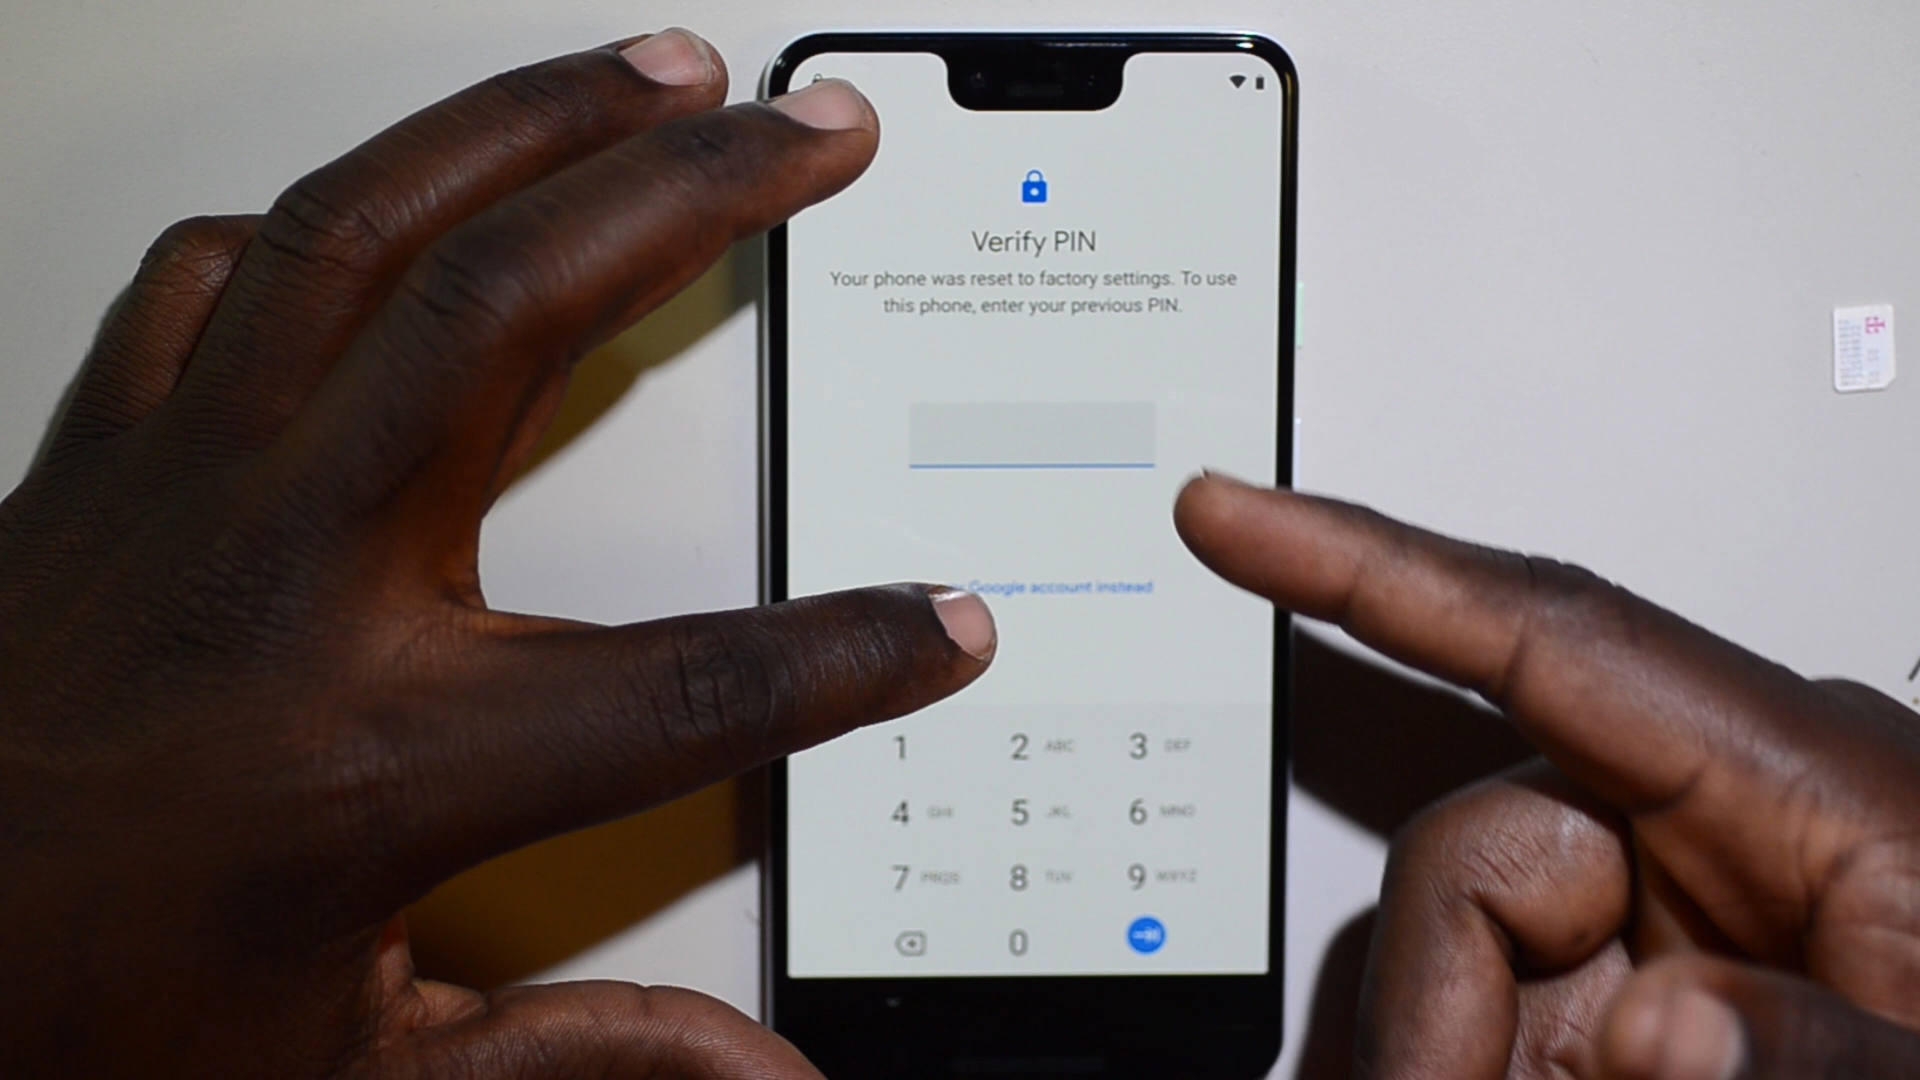 Verify PIN
Your phone was reset to factory settings. To use
this phone, enter your previous PIN.
Google account instead
1
2 ABC
3 DEF
4 GHI
5 JKL
6 MNO
7 PQRS
8 TUV
9 WXYZ
0